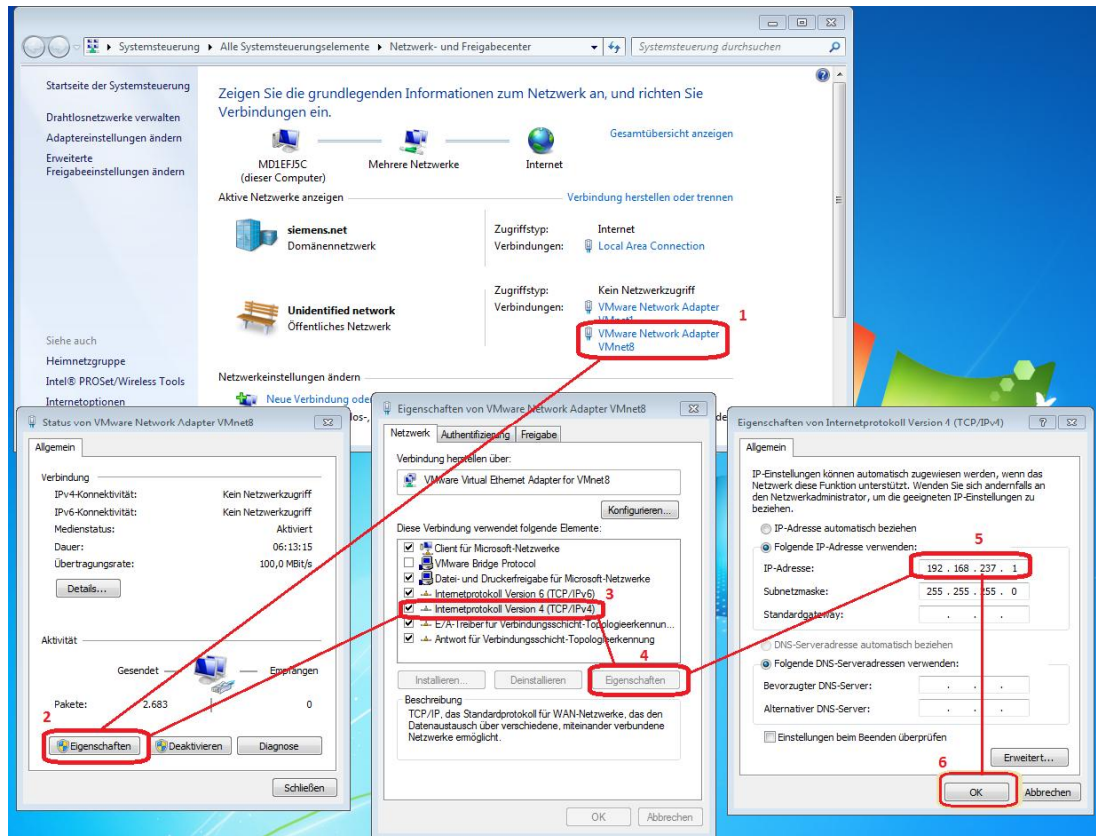 Systemsteuerung Alle Systemsteuerungselemente Netzwerk- und Freigabecenter
Systemsteuerung durchsuchen
Startseite der Systemsteuerung
Drahtlosnetzwerke verwalten
Adaptereinstellungen ändern
Erweiterte
Freigabeeinstellungen ändern
Siehe auch
Heimnetzgruppe
Intel® PROSet/Wireless Tools
Internetoptionen
Zeigen Sie die grundlegenden Informationen zum Netzwerk an, und richten Sie
Verbindungen ein.
Gesamtübersicht anzeigen
MD1EFJ5C
(dieser Computer)
Mehrere Netzwerke
Internet
Aktive Netzwerke anzeigen
Verbindung herstellen oder trennen
siemens.net
Domänennetzwerk
Zugriffstyp: Internet
Verbindungen: Local Area Connection
Unidentified network
Öffentliches Netzwerk
Zugriffstyp: Kein Netzwerkzugriff
Verbindungen: VMware Network Adapter
VMnet1
VMware Network Adapter
VMnet8
1
Netzwerkeinstellungen ändern
Neue Verbindung ode
los-,
de
Status von VMware Network Adapter VMnet8
Allgemein
Verbindung
IPv4-Konnektivität: Kein Netzwerkzugriff
IPv6-Konnektivität: Kein Netzwerkzugriff
Medienstatus: Aktiviert
Dauer: 06:13:15
Übertragungsrate: 100,0 MBit/s
Details...
Aktivität
Gesendet
Empfangen
Pakete: 2.683 0
2
Eigenschaften
Deaktivieren
Diagnose
Schließen
Eigenschaften von VMware Network Adapter VMnet8
Netzwerk Authentifizierung Freigabe
Verbindung herstellen über:
VMware Virtual Ethernet Adapter for VMnet8
Konfigurieren...
Diese Verbindung verwendet folgende Elemente:
Client für Microsoft-Netzwerke
VMware Bridge Protocol
Datei- und Druckerfreigabe für Microsoft-Netzwerke
Internetprotokoll Version 6 (TCP/IPv6)
3
Internetprotokoll Version 4 (TCP/IPv4)
E/A-Treiber für Verbindungsschicht-Topologieerkennun...
Antwort für Verbindungsschicht-Topologieerkennung
4
Installieren...
Deinstallieren
Eigenschaften
Beschreibung
TCP/IP, das Standardprotokoll für WAN-Netzwerke, das den
Datenaustausch über verschiedene, miteinander verbundene
Netzwerke ermöglicht.
OK
Abbrechen
Eigenschaften von Internetprotokoll Version 4 (TCP/IPv4)
Allgemein
IP-Einstellungen können automatisch zugewiesen werden, wenn das
Netzwerk diese Funktion unterstützt. Wenden Sie sich andernfalls an
den Netzwerkadministrator, um die geeigneten IP-Einstellungen zu
beziehen.
IP-Adresse automatisch beziehen
5
Folgende IP-Adresse verwenden:
IP-Adresse: 192 . 168 . 237 . 1
Subnetzmaske: 255 . 255 . 255 . 0
Standardgateway: . . .
DNS-Serveradresse automatisch beziehen
Folgende DNS-Serveradressen verwenden:
Bevorzugter DNS-Server: . . .
Alternativer DNS-Server: . . .
Einstellungen beim Beenden überprüfen
Erweitert...
6
OK
Abbrechen